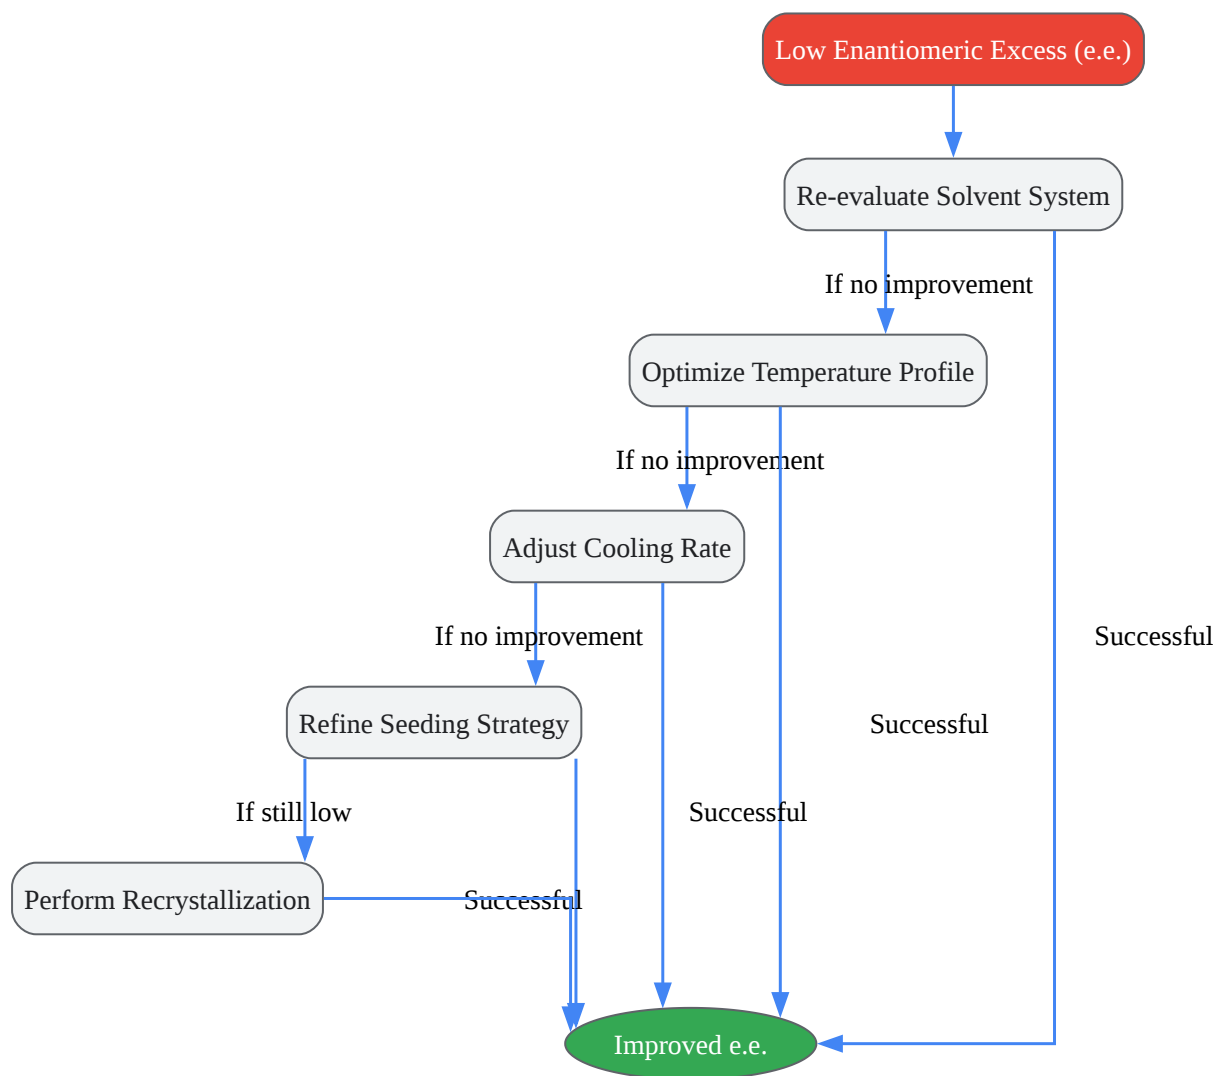 Low Enantiomeric Excess (e.e.)
Re-evaluate Solvent System
If no improvement
Optimize Temperature Profile
If no improvement
Adjust Cooling Rate
If no improvement
Successful
Refine Seeding Strategy
Successful
If still low
Successful
Perform Recrystallization
Successful
Improved e.e.